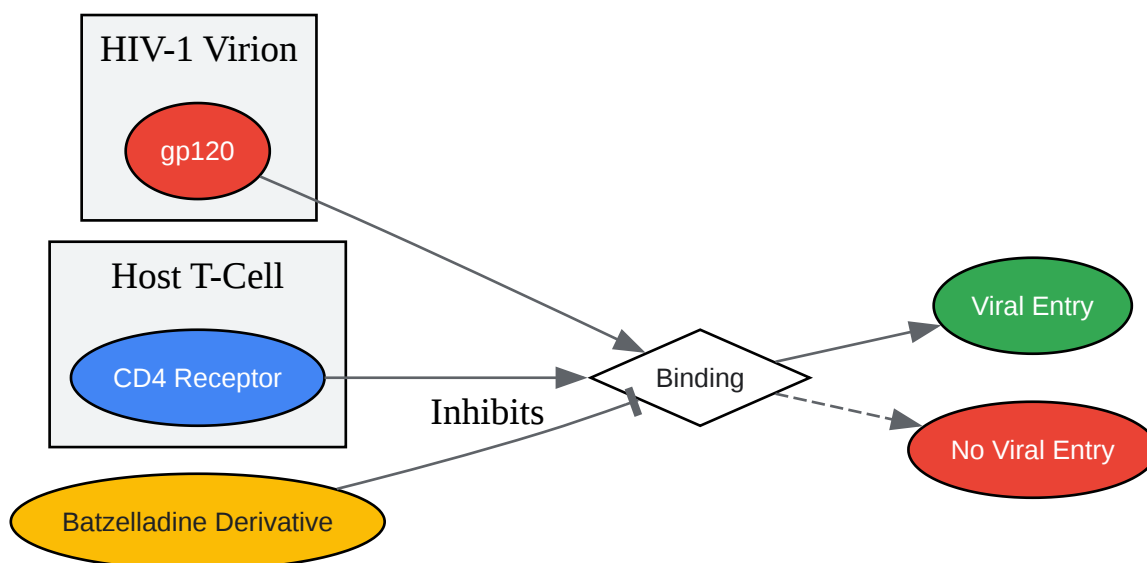 HIV-1 Virion
gp120
Host T-Cell
CD4 Receptor
Inhibits
Batzelladine Derivative
Binding
Viral Entry
No Viral Entry